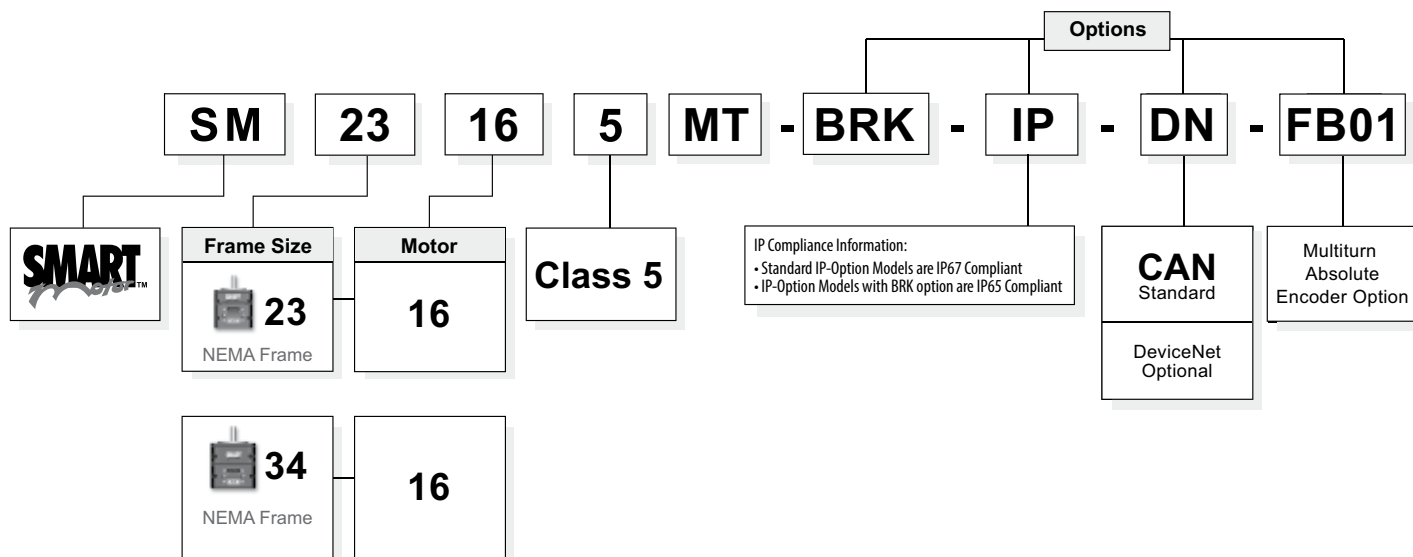 Options
SM 23 16 5 MT - BRK - IP - DN - FB01
SMART
Motor™
Frame Size
23
NEMA Frame
Motor
16
Class 5
IP Compliance Information:
• Standard IP-Option Models are IP67 Compliant
• IP-Option Models with BRK option are IP65 Compliant
CAN
Standard
DeviceNet
Optional
Multiturn
Absolute
Encoder Option
34
NEMA Frame
16